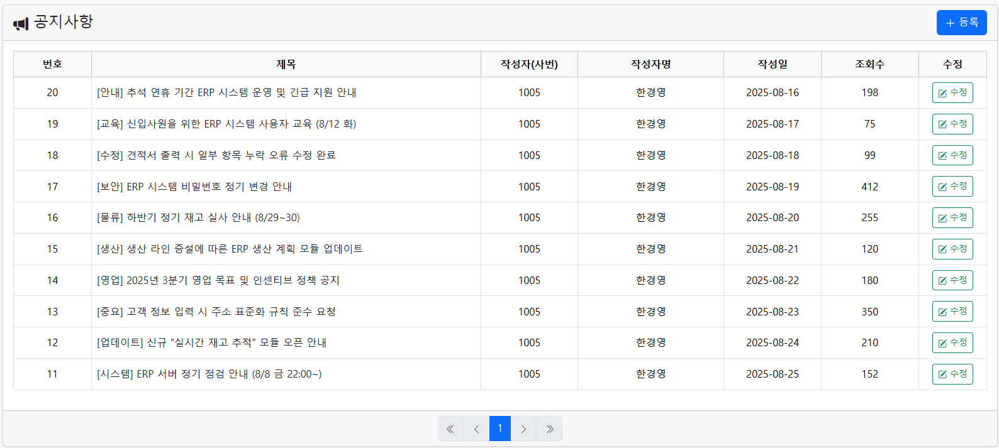 공지사항
+ 등록
번호 제목 작성자(사번) 작성자명 작성일 조회수 수정
20 [안내] 추석 연휴 기간 ERP 시스템 운영 및 긴급 지원 안내 1005 한경영 2025-08-16 198 수정
19 [교육] 신입사원을 위한 ERP 시스템 사용자 교육 (8/12 화) 1005 한경영 2025-08-17 75 수정
18 [수정] 견적서 출력 시 일부 항목 누락 오류 수정 완료 1005 한경영 2025-08-18 99 수정
17 [보안] ERP 시스템 비밀번호 정기 변경 안내 1005 한경영 2025-08-19 412 수정
16 [물류] 하반기 정기 재고 실사 안내 (8/29~30) 1005 한경영 2025-08-20 255 수정
15 [생산] 생산 라인 증설에 따른 ERP 생산 계획 모듈 업데이트 1005 한경영 2025-08-21 120 수정
14 [영업] 2025년 3분기 영업 목표 및 인센티브 정책 공지 1005 한경영 2025-08-22 180 수정
13 [중요] 고객 정보 입력 시 주소 표준화 규칙 준수 요청 1005 한경영 2025-08-23 350 수정
12 [업데이트] 신규 "실시간 재고 추적" 모듈 오픈 안내 1005 한경영 2025-08-24 210 수정
11 [시스템] ERP 서버 정기 점검 안내 (8/8 금 22:00~) 1005 한경영 2025-08-25 152 수정
« ‹ 1 › »